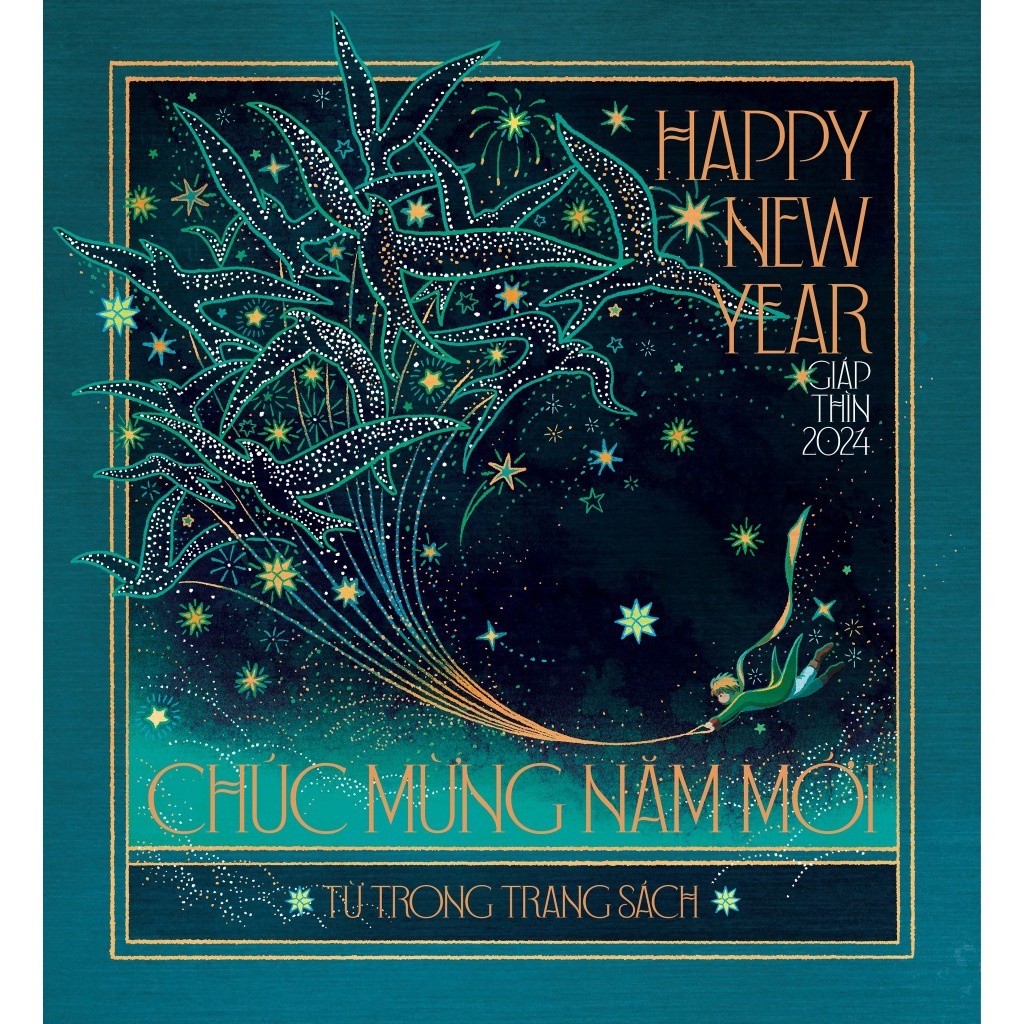 HAPPY
NEW
YEAR
GIÁP
THÌN
2024
CHÚC MỪNG NĂM MỚI
TỪ TRONG TRANG SÁCH